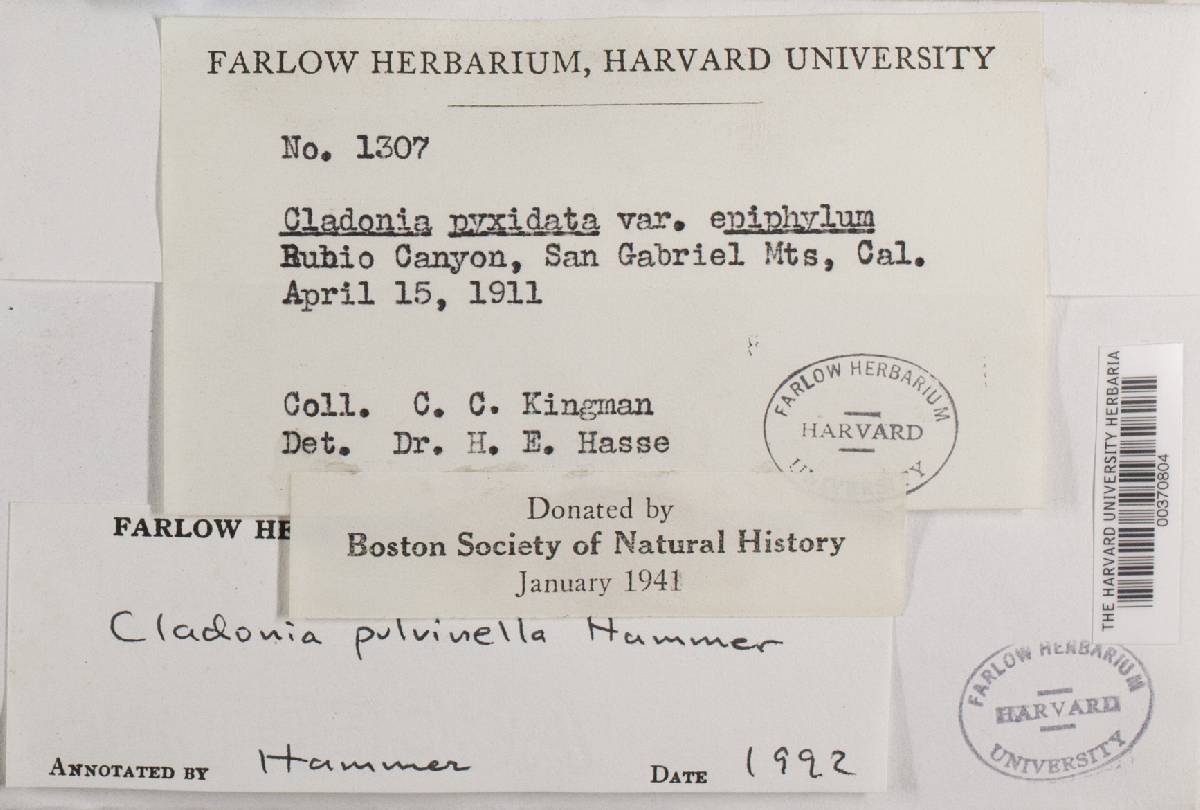 FARLOW HERBARIUM, HARVARD UNIVERSITY
No. 1307
Cladonia pyxidata var. epiphylum
Rubio Canyon, San Gabriel Mts, Cal.
April 15, 1911
Coll. C. C. Kingman
Det. Dr. H. E. Hasse
FARLOW HERBARIUM
HARVARD
Donated by
Boston Society of Natural History
January 1941
FARLOW HE
Cladonia pulvinella Hammer
ANNOTATED BY Hammer DATE 1992
THE HARVARD UNIVERSITY HERBARIA
00370804
FARLOW HERBARIUM
HARVARD
UNIVERSITY